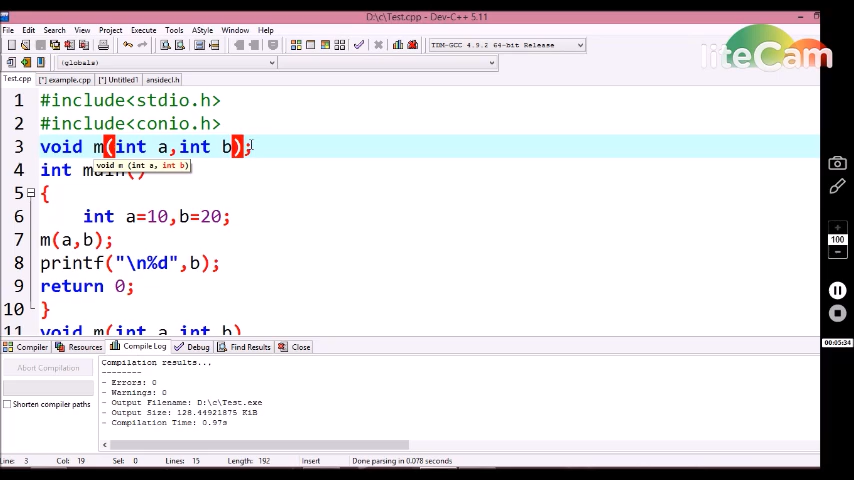 D:\c\Test.cpp - Dev-C++ 5.11
File Edit Search View Project Execute Tools AStyle Window Help
TDM-GCC 4.9.2 64-bit Release
liteCam
(globals)
Test.cpp [*] example.cpp [*] Untitled1 ansidecl.h
1 #include<stdio.h>
2 #include<conio.h>
3 void m(int a,int b);
void m (int a, int b)
4 int main()
5 {
6 int a=10,b=20;
7 m(a,b);
8 printf("\n%d",b);
9 return 0;
10 }
11 void m(int a,int b)
100
00:05:34
Compiler Resources Compile Log Debug Find Results Close
Abort Compilation
Shorten compiler paths
Compilation results...
--------
- Errors: 0
- Warnings: 0
- Output Filename: D:\c\Test.exe
- Output Size: 128.44921875 KiB
- Compilation Time: 0.97s
Line: 3 Col: 19 Sel: 0 Lines: 15 Length: 192 Insert Done parsing in 0.078 seconds